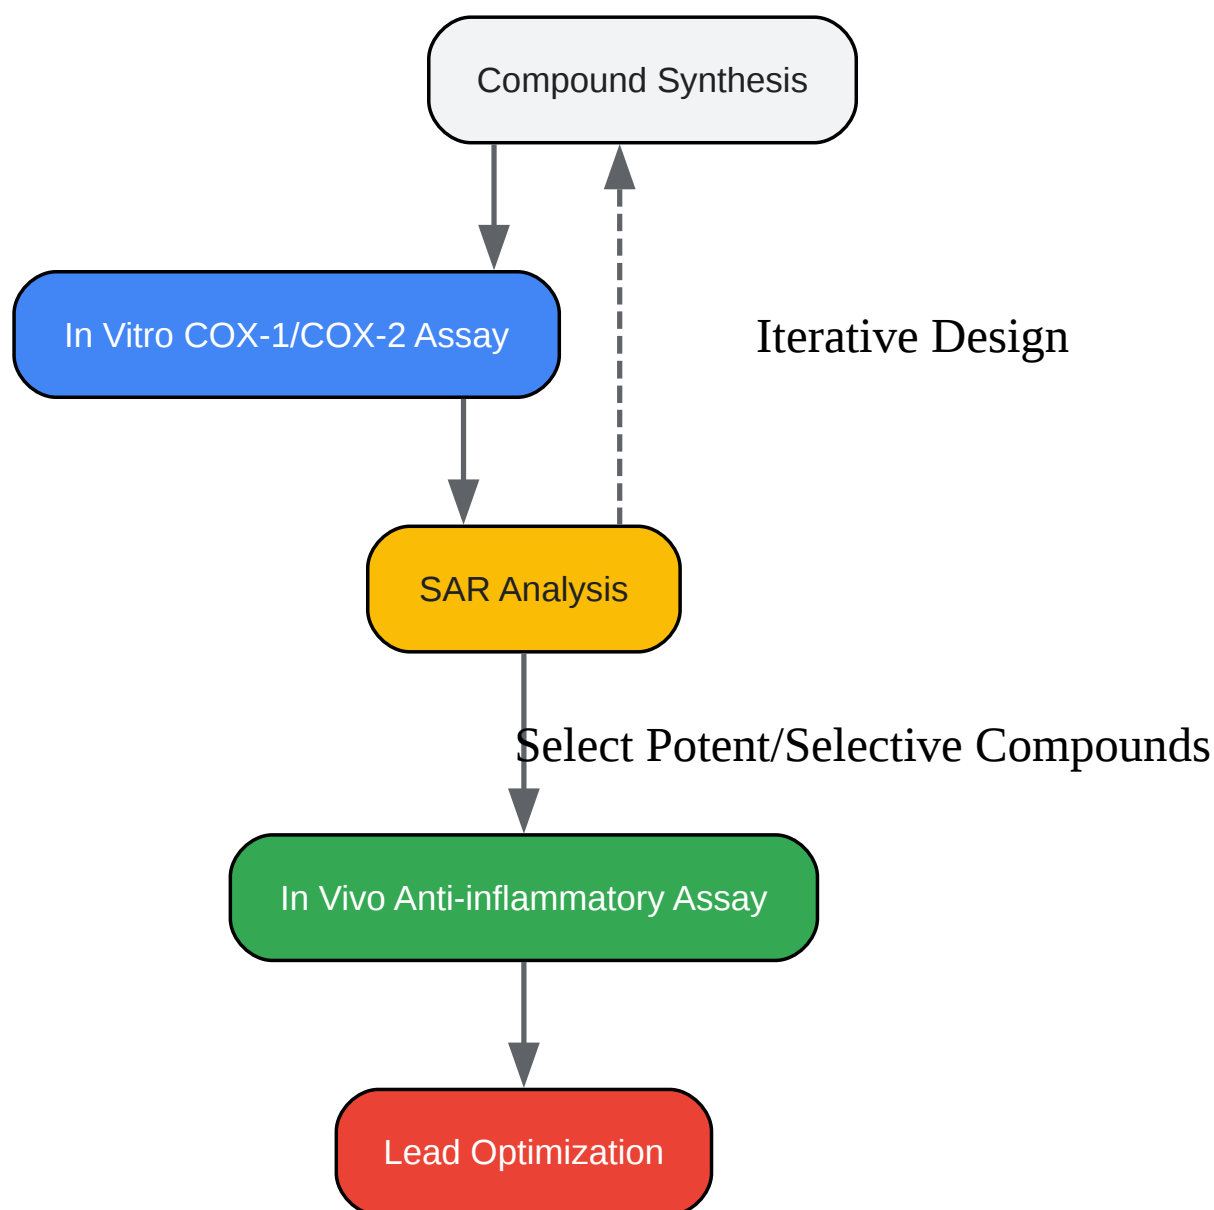 Compound Synthesis
In Vitro COX-1/COX-2 Assay
Iterative Design
SAR Analysis
Select Potent/Selective Compounds
In Vivo Anti-inflammatory Assay
Lead Optimization